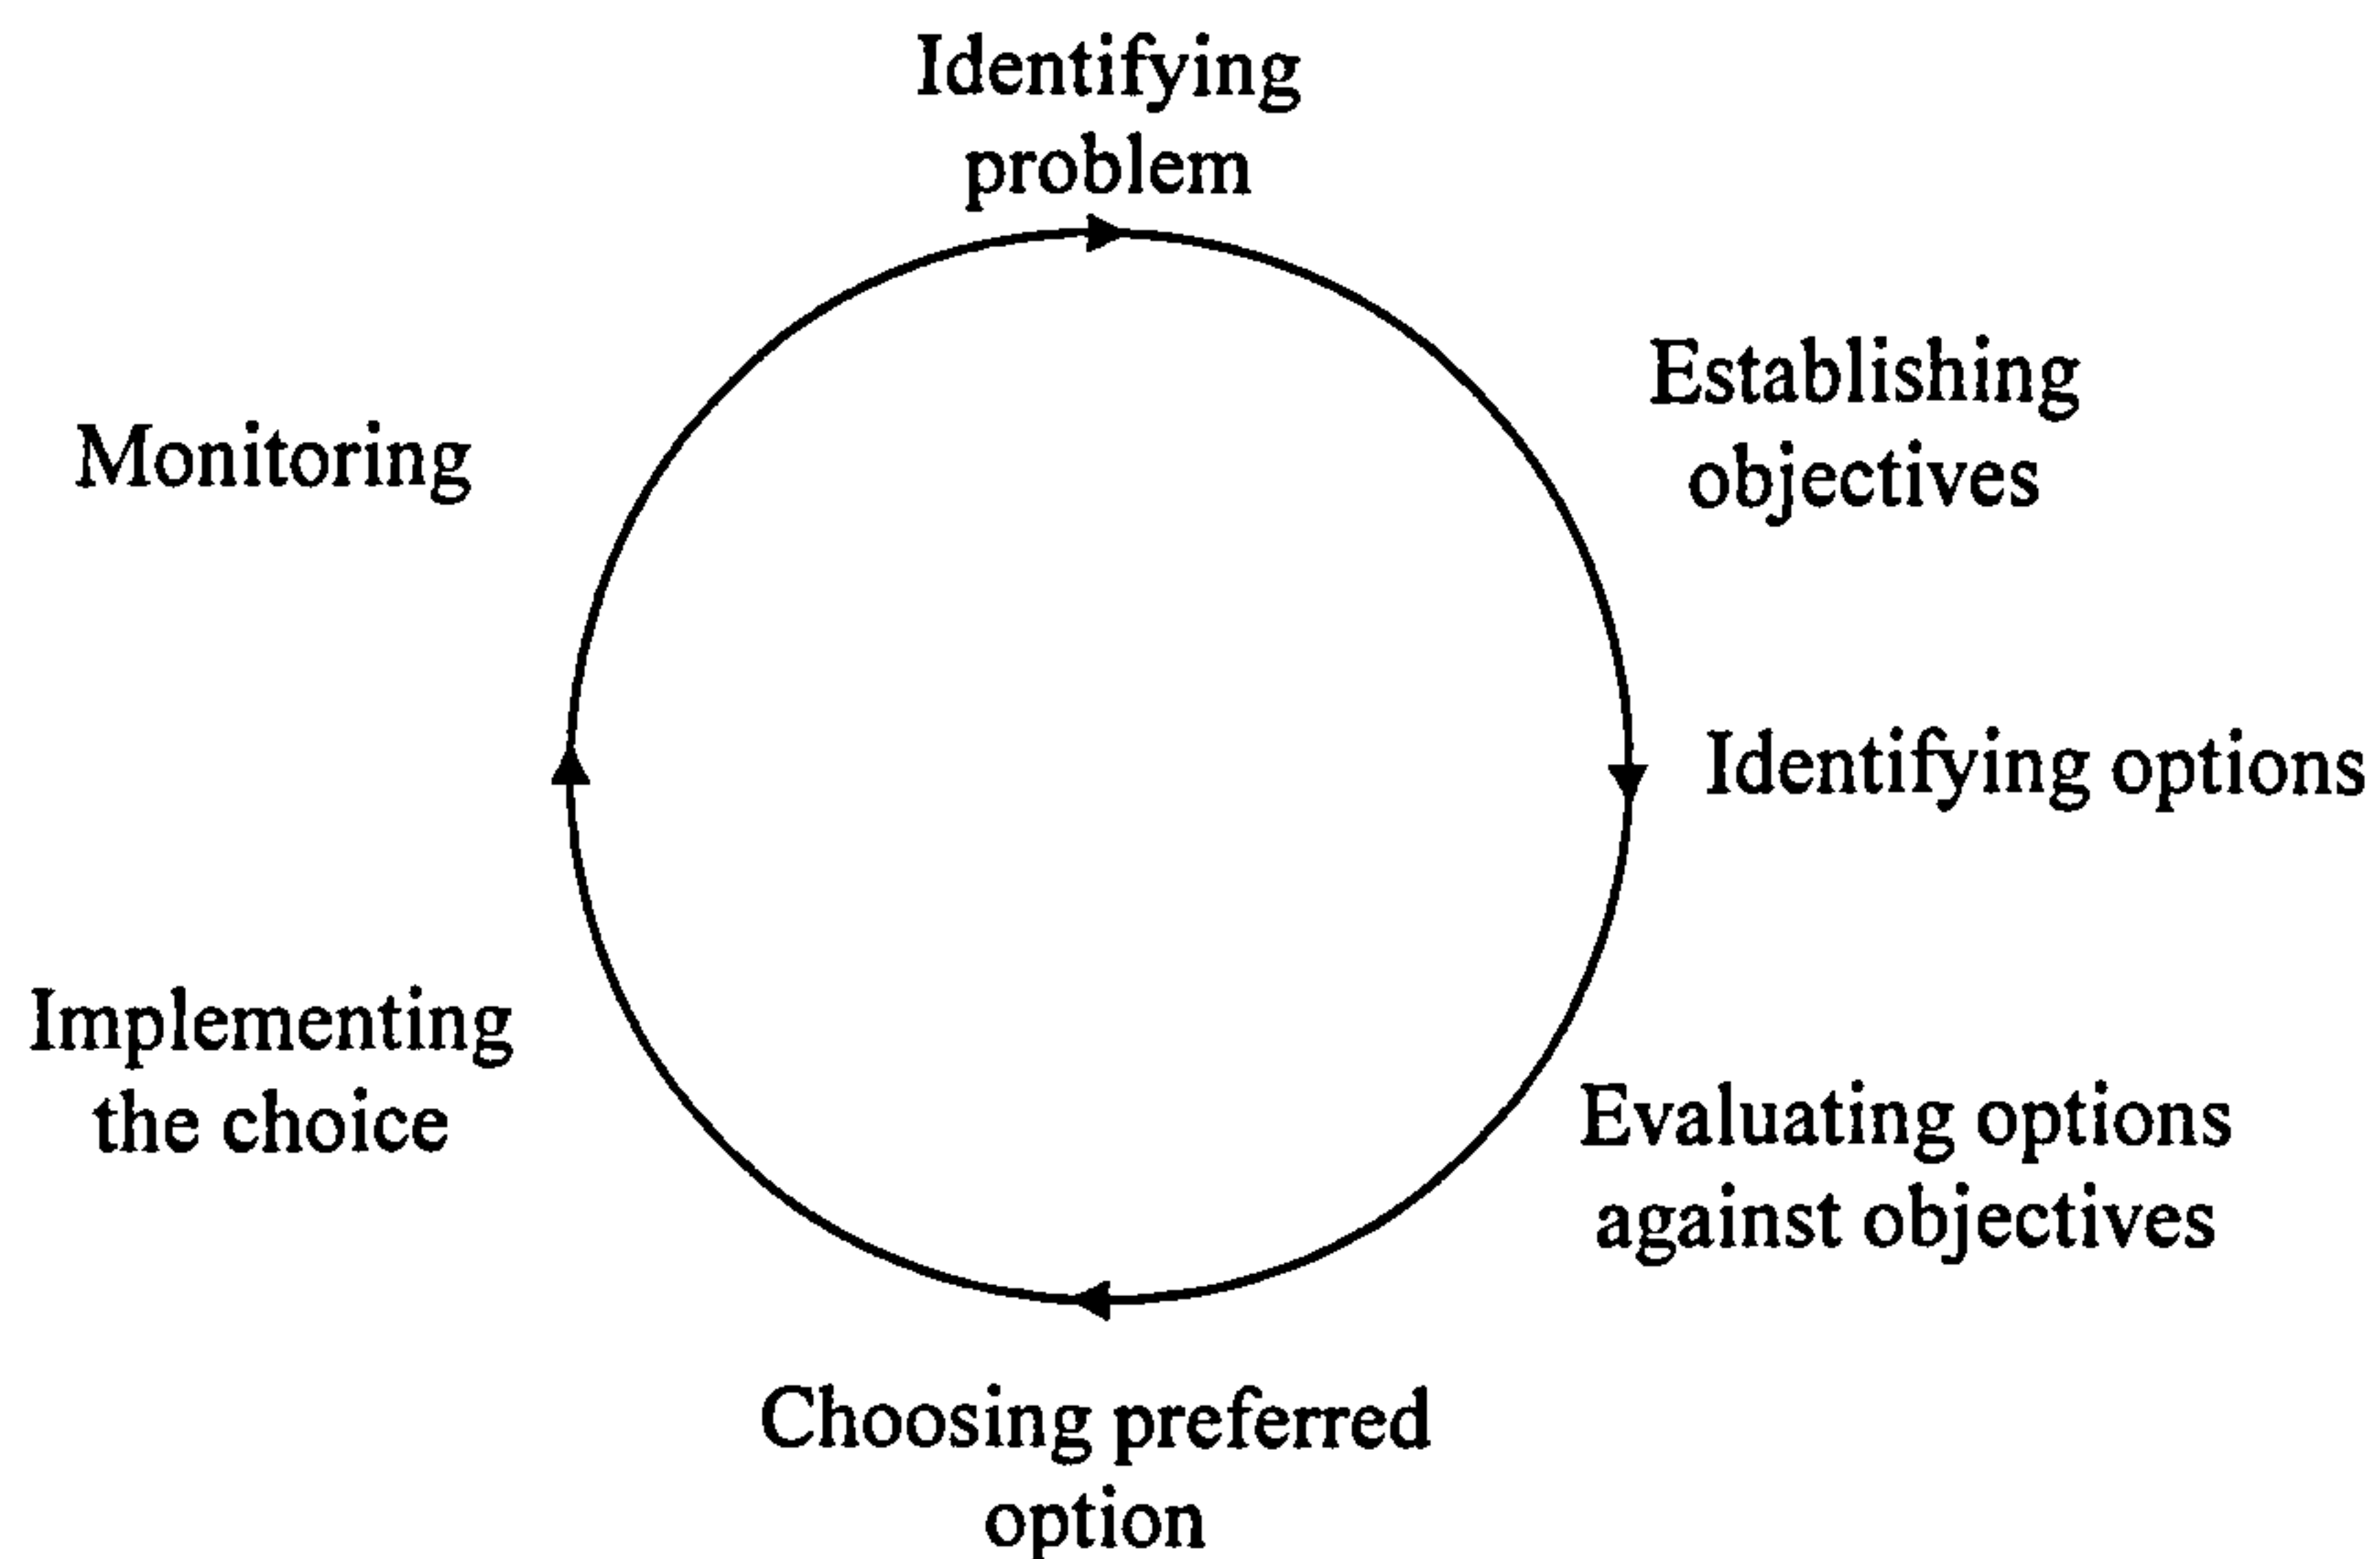 Identifying
problem
Establishing
objectives
Identifying options
Evaluating options
against objectives
Choosing preferred
option
Implementing
the choice
Monitoring